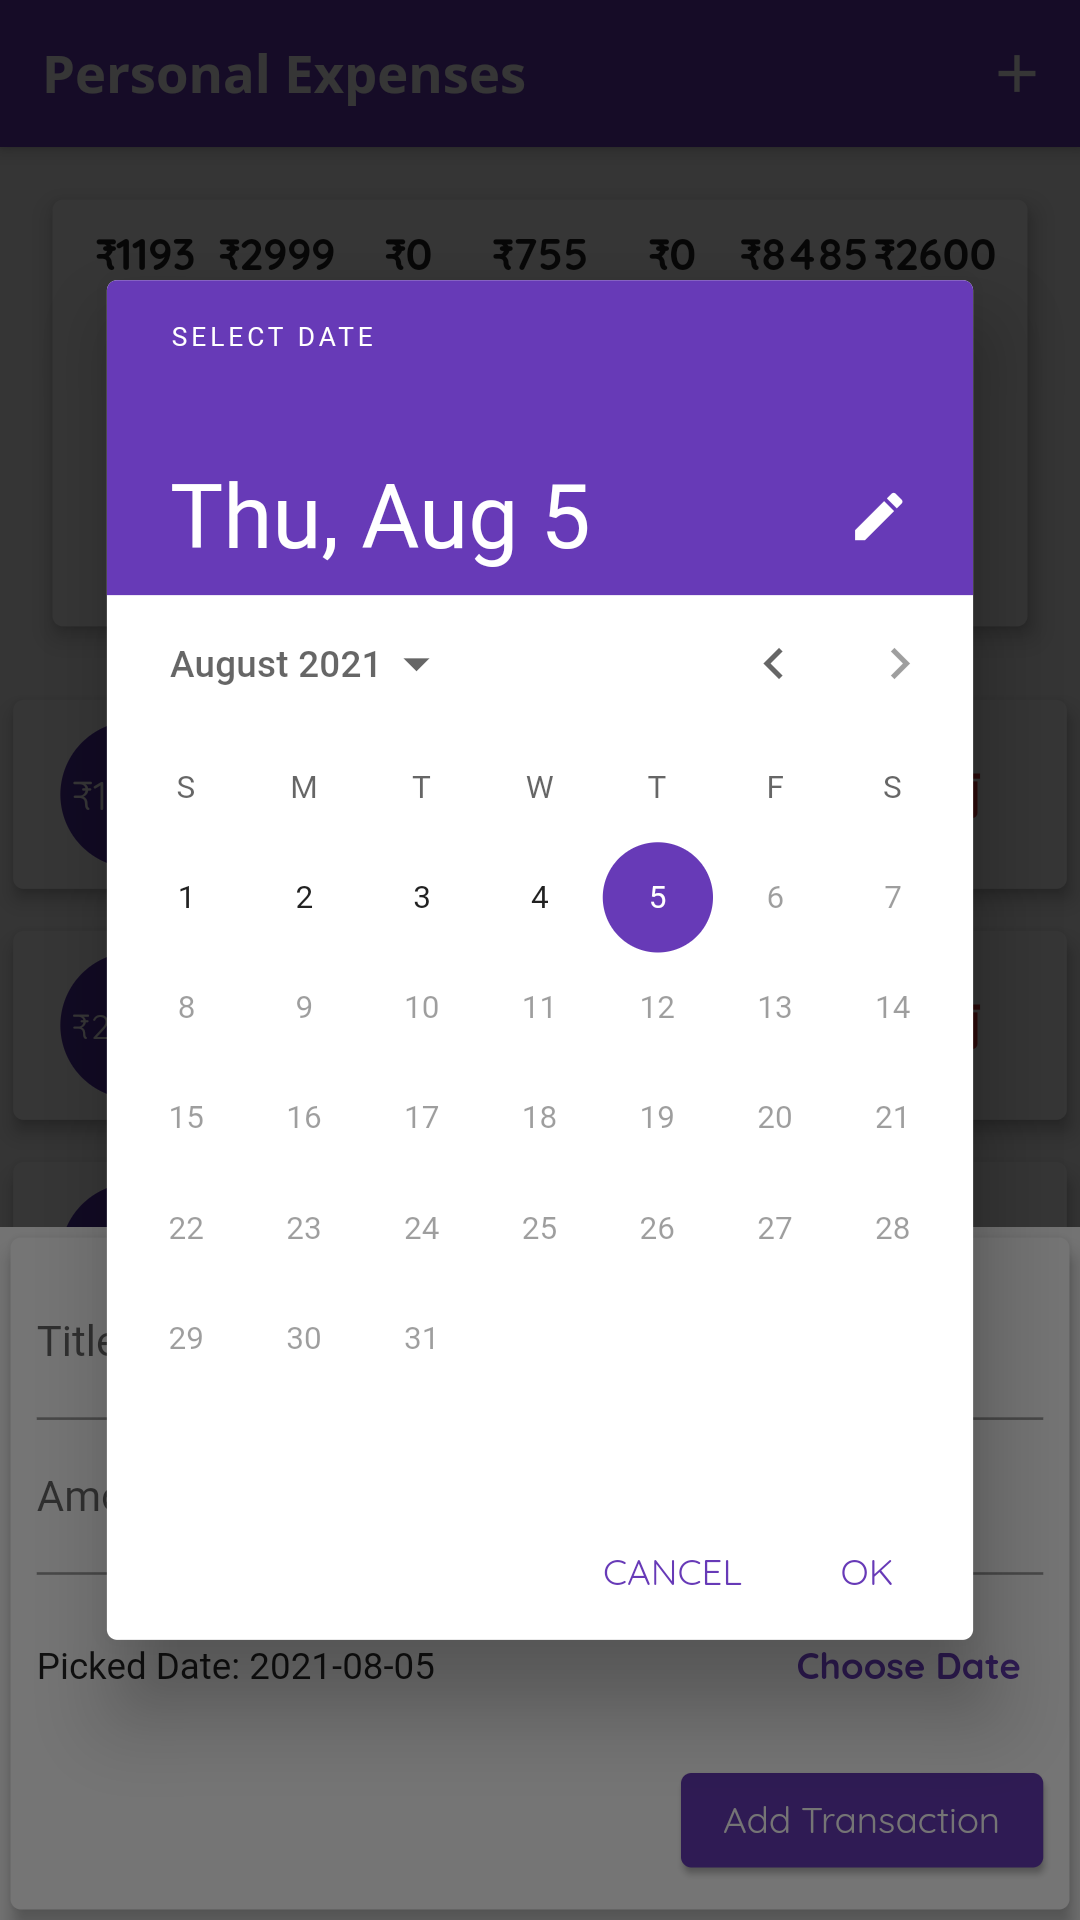 Personal Expenses
₹1193 ₹2999 ₹0 ₹755 ₹0 ₹8485 ₹2600
SELECT DATE
Thu, Aug 5
August 2021
S M T W T F S
1 2 3 4 5 6 7
8 9 10 11 12 13 14
15 16 17 18 19 20 21
22 23 24 25 26 27 28
29 30 31
CANCEL OK
Picked Date: 2021-08-05 Choose Date
Add Transaction